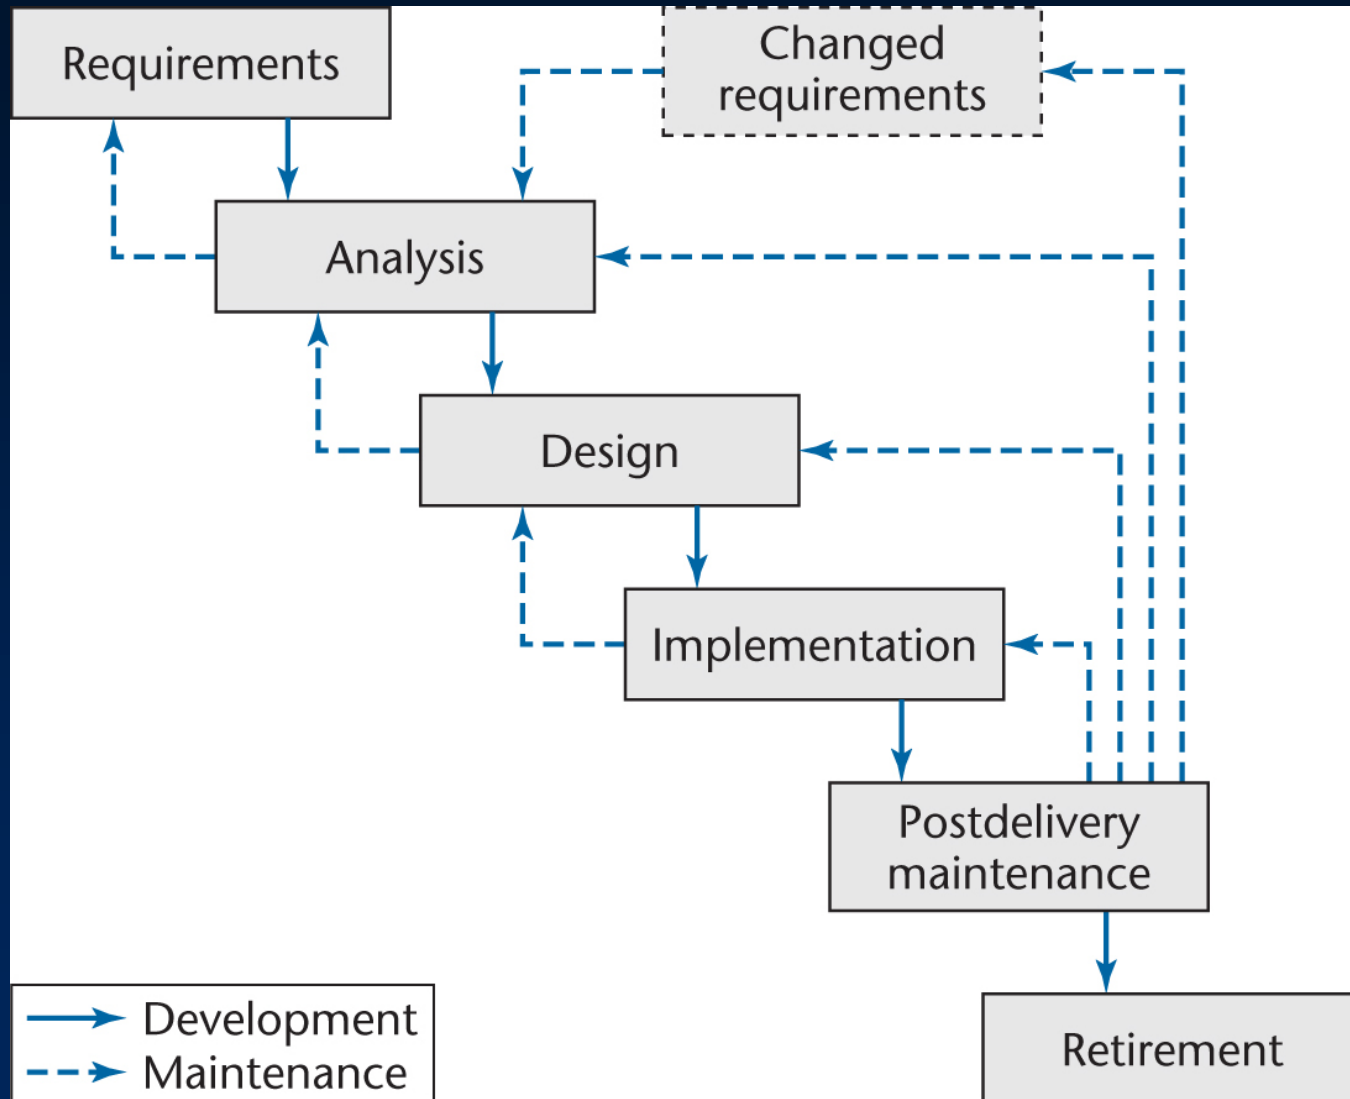 Requirements
Changed
requirements
Analysis
Design
Implementation
Postdelivery
maintenance
Retirement
Development
Maintenance